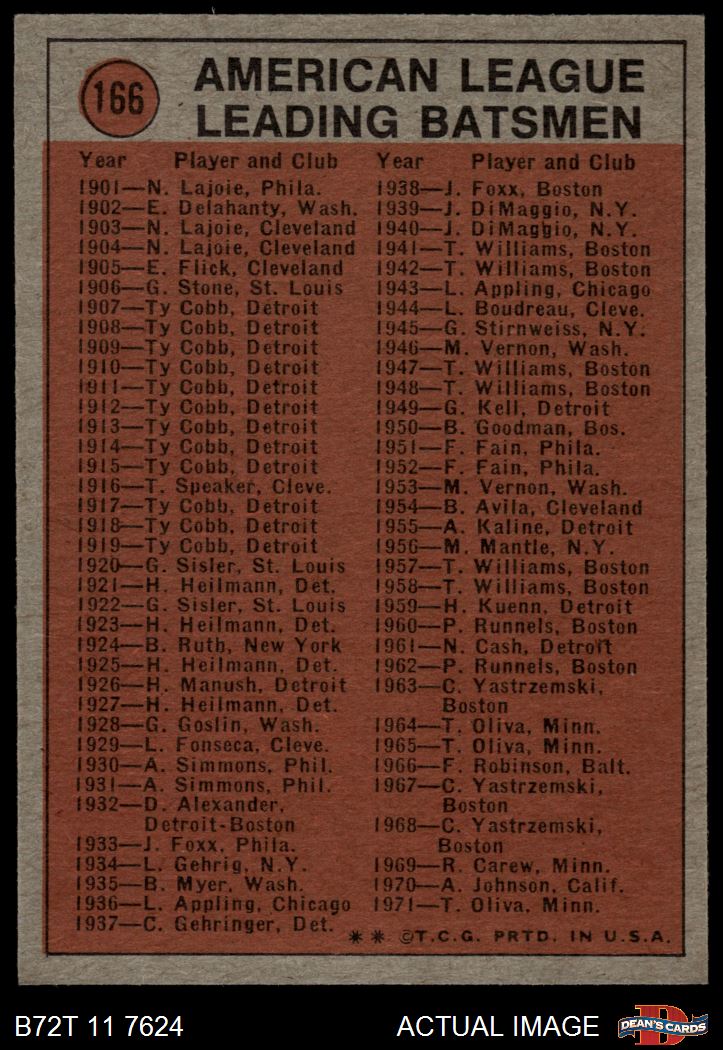 166
AMERICAN LEAGUE
LEADING BATSMEN
Year Player and Club
1901—N. Lajoie, Phila.
1902—E. Delahanty, Wash.
1903—N. Lajoie, Cleveland
1904—N. Lajoie, Cleveland
1905—E. Flick, Cleveland
1906—G. Stone, St. Louis
1907—Ty Cobb, Detroit
1908—Ty Cobb, Detroit
1909—Ty Cobb, Detroit
1910—Ty Cobb, Detroit
1911—Ty Cobb, Detroit
1912—Ty Cobb, Detroit
1913—Ty Cobb, Detroit
1914—Ty Cobb, Detroit
1915—Ty Cobb, Detroit
1916—T. Speaker, Cleve.
1917—Ty Cobb, Detroit
1918—Ty Cobb, Detroit
1919—Ty Cobb, Detroit
1920—G. Sisler, St. Louis
1921—H. Heilmann, Det.
1922—G. Sisler, St. Louis
1923—H. Heilmann, Det.
1924—B. Ruth, New York
1925—H. Heilmann, Det.
1926—H. Manush, Detroit
1927—H. Heilmann, Det.
1928—G. Goslin, Wash.
1929—L. Fonseca, Cleve.
1930—A. Simmons, Phil.
1931—A. Simmons, Phil.
1932—D. Alexander,
Detroit-Boston
1933—J. Foxx, Phila.
1934—L. Gehrig, N.Y.
1935—B. Myer, Wash.
1936—L. Appling, Chicago
1937—C. Gehringer, Det.
Year Player and Club
1938—J. Foxx, Boston
1939—J. DiMaggio, N.Y.
1940—J. DiMaggio, N.Y.
1941—T. Williams, Boston
1942—T. Williams, Boston
1943—L. Appling, Chicago
1944—L. Boudreau, Cleve.
1945—G. Stirnweiss, N.Y.
1946—M. Vernon, Wash.
1947—T. Williams, Boston
1948—T. Williams, Boston
1949—G. Kell, Detroit
1950—B. Goodman, Bos.
1951—F. Fain, Phila.
1952—F. Fain, Phila.
1953—M. Vernon, Wash.
1954—B. Avila, Cleveland
1955—A. Kaline, Detroit
1956—M. Mantle, N.Y.
1957—T. Williams, Boston
1958—T. Williams, Boston
1959—H. Kuenn, Detroit
1960—P. Runnels, Boston
1961—N. Cash, Detroit
1962—P. Runnels, Boston
1963—C. Yastrzemski,
Boston
1964—T. Oliva, Minn.
1965—T. Oliva, Minn.
1966—F. Robinson, Balt.
1967—C. Yastrzemski,
Boston
1968—C. Yastrzemski,
Boston
1969—R. Carew, Minn.
1970—A. Johnson, Calif.
1971—T. Oliva, Minn.
＊＊ ©T.C.G. PRTD. IN U.S.A.
B72T 11 7624
ACTUAL IMAGE
DEAN'S CARDS